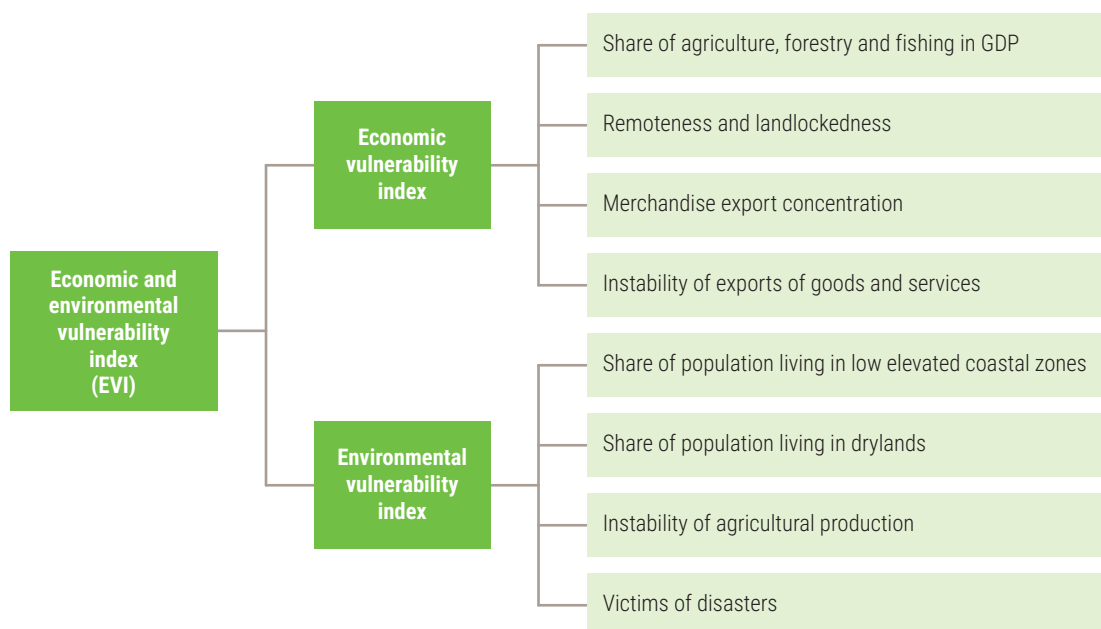 Economic and
environmental
vulnerability
index
(EVI)
Economic
vulnerability
index
Share of agriculture, forestry and fishing in GDP
Remoteness and landlockedness
Merchandise export concentration
Instability of exports of goods and services
Environmental
vulnerability
index
Share of population living in low elevated coastal zones
Share of population living in drylands
Instability of agricultural production
Victims of disasters